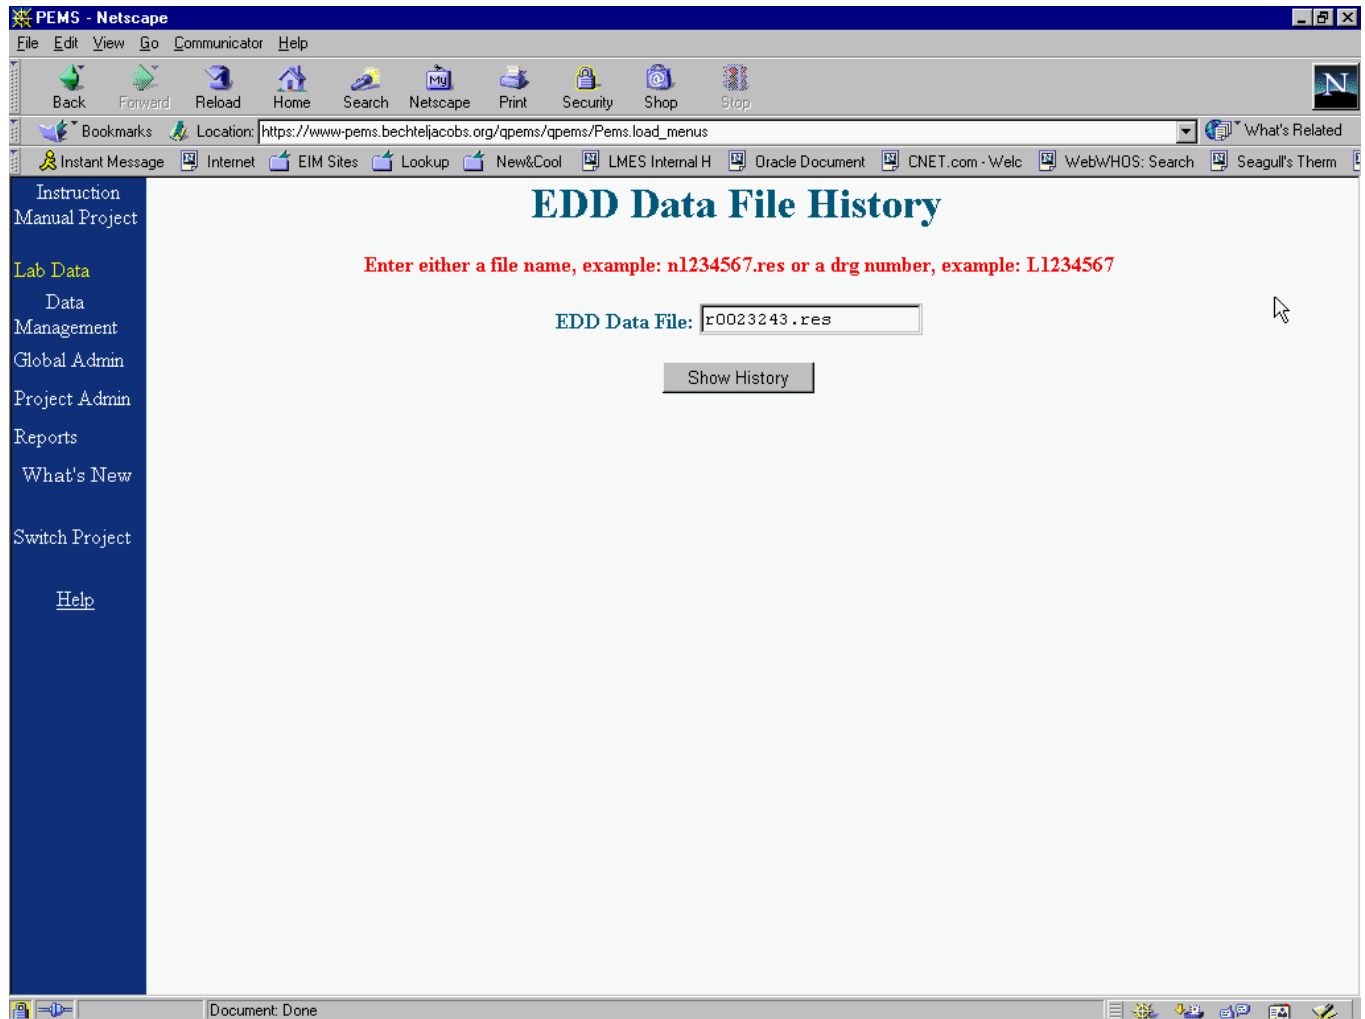 PEMS - Netscape
File Edit View Go Communicator Help
Back Forward Reload Home Search Netscape Print Security Shop Stop
My
N
Bookmarks Location: https://www-pems.bechteljacobs.org/qpems/qpems/Pems.load_menus What's Related
Instant Message Internet EIM Sites Lookup New&Cool LMES Internal H Oracle Document CNET.com - Welc WebWHOS: Search Seagull's Therm
Instruction
Manual Project
Lab Data
Data
Management
Global Admin
Project Admin
Reports
What's New
Switch Project
Help
EDD Data File History
Enter either a file name, example: n1234567.res or a drg number, example: L1234567
EDD Data File: r0023243.res
Show History
Document: Done